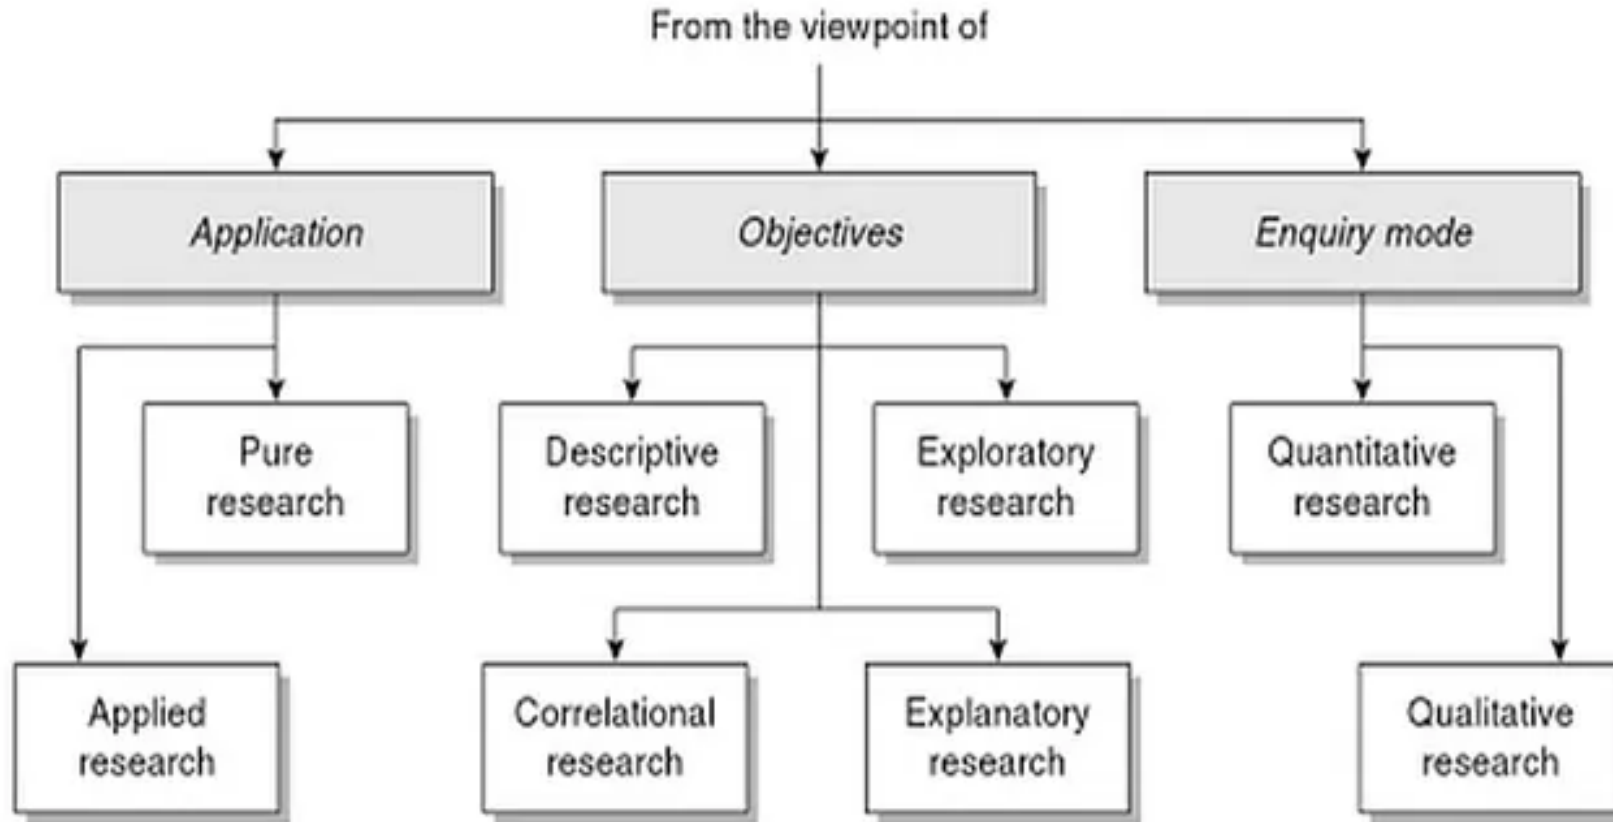 From the viewpoint of
Application
Objectives
Enquiry mode
Pure
research
Descriptive
research
Exploratory
research
Quantitative
research
Applied
research
Correlational
research
Explanatory
research
Qualitative
research